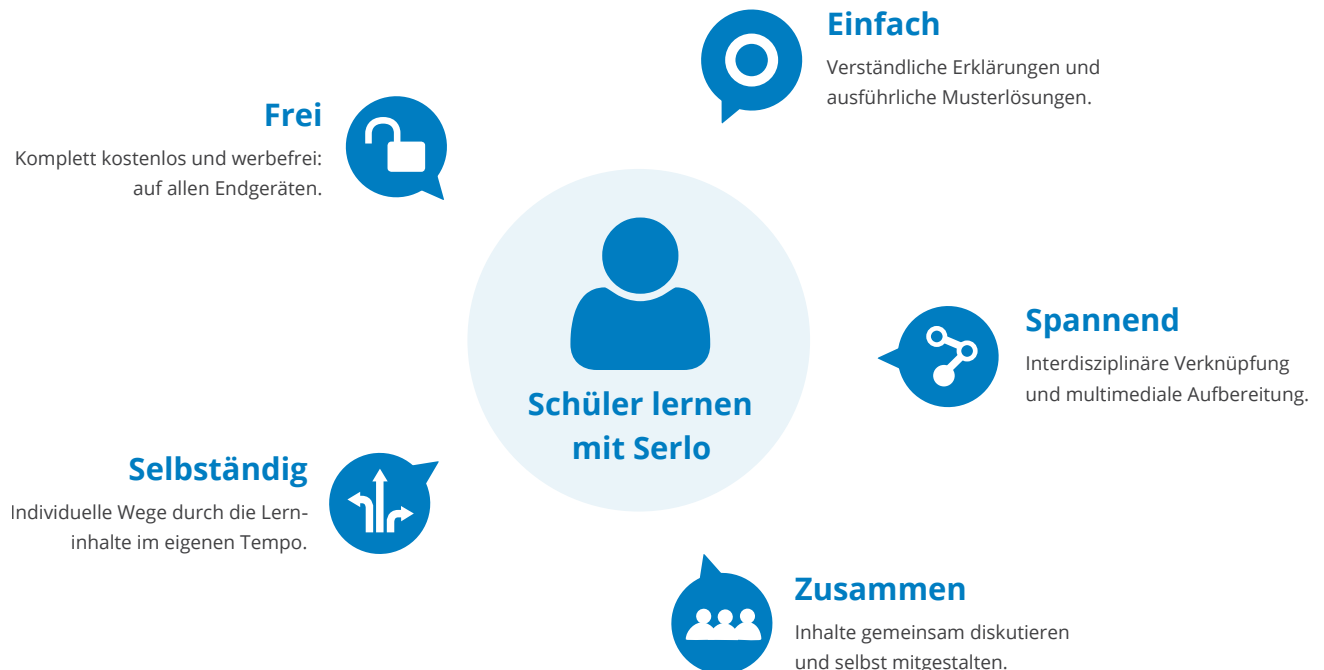 Einfach
Verständliche Erklärungen und
ausführliche Musterlösungen.
Frei
Komplett kostenlos und werbefrei:
auf allen Endgeräten.
Schüler lernen
mit Serlo
Spannend
Interdisziplinäre Verknüpfung
und multimediale Aufbereitung.
Selbständig
Individuelle Wege durch die Lern-
inhalte im eigenen Tempo.
Zusammen
Inhalte gemeinsam diskutieren
und selbst mitgestalten.